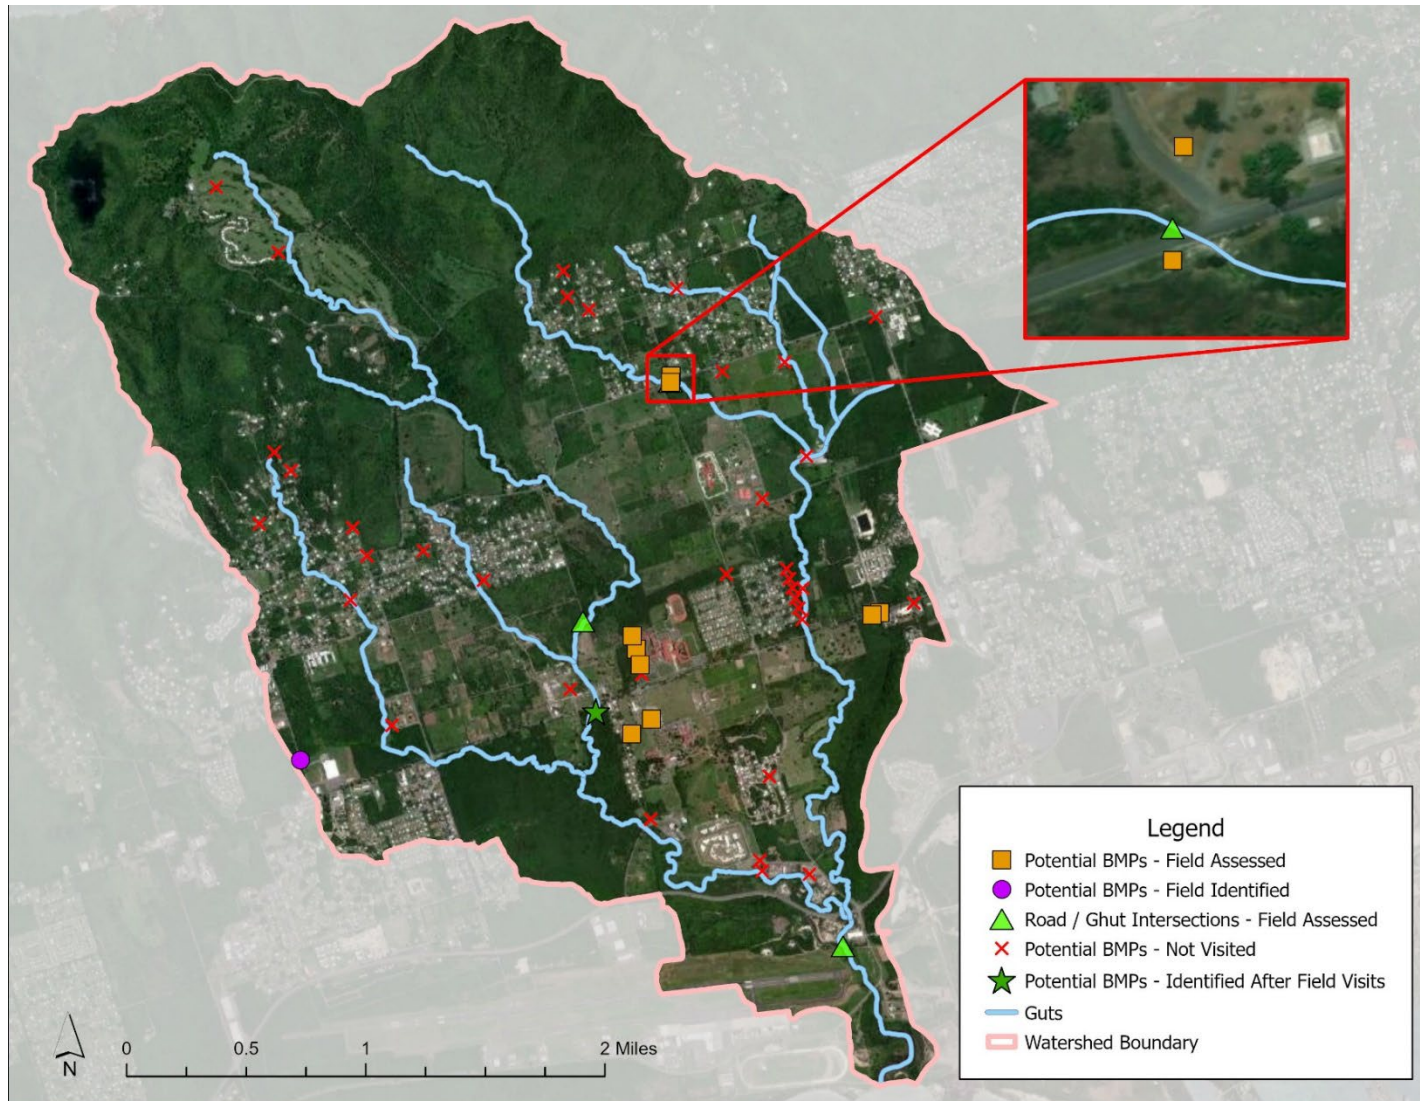 Legend
Potential BMPs - Field Assessed
Potential BMPs - Field Identified
Road / Ghut Intersections - Field Assessed
Potential BMPs - Not Visited
Potential BMPs - Identified After Field Visits
Guts
Watershed Boundary
N
0 0.5 1 2 Miles